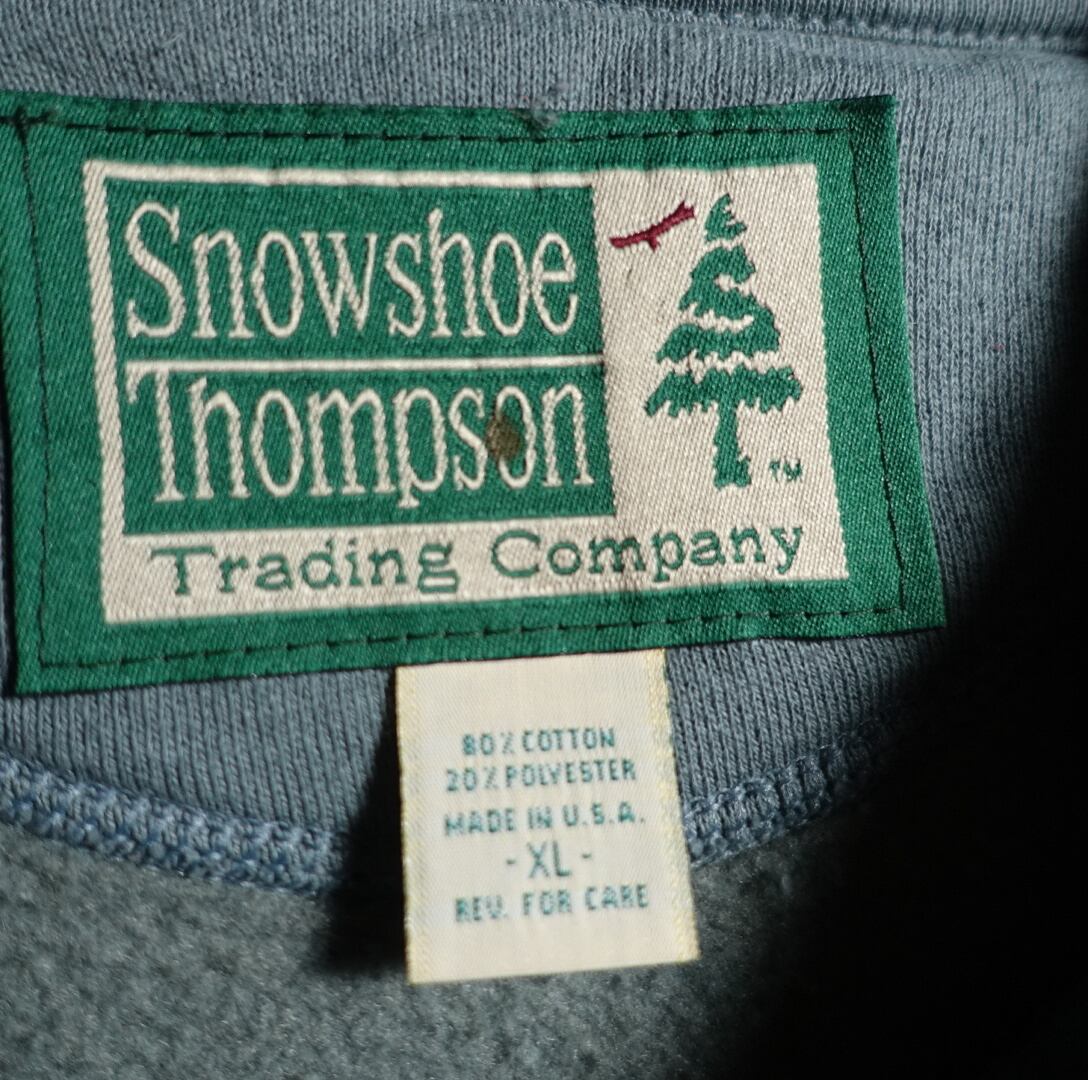 Snowshoe
Thompson
TM
Trading Company
80% COTTON
20% POLYESTER
MADE IN U.S.A.
- XL -
REV. FOR CARE